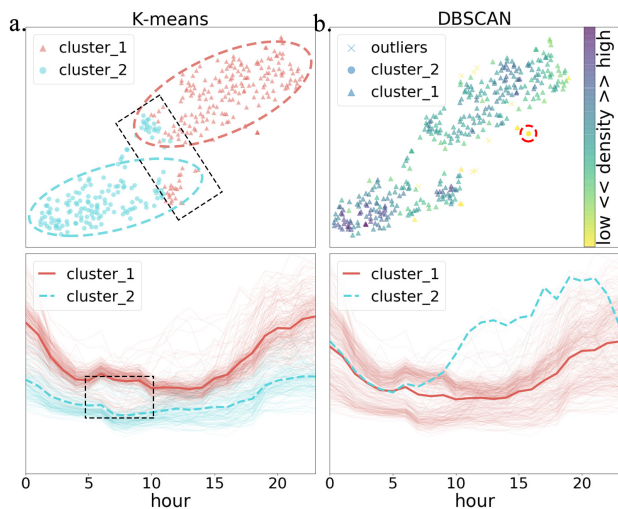 a.
K-means
cluster_1
cluster_2
b.
DBSCAN
outliers
cluster_2
cluster_1
low << density >> high
cluster_1
cluster_2
0 5 10 15 20
hour
cluster_1
cluster_2
0 5 10 15 20
hour